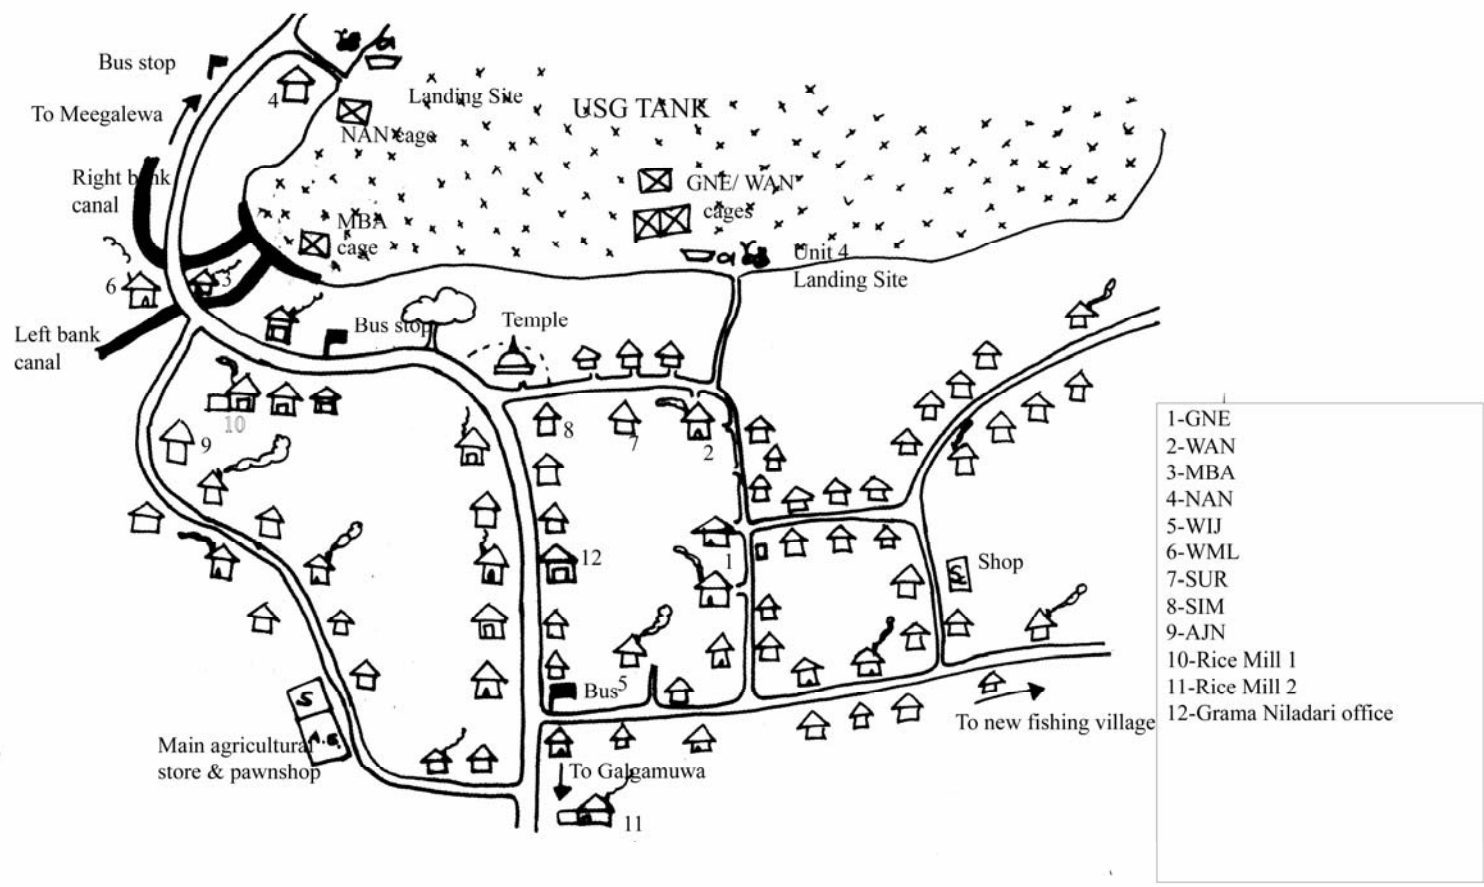 Bus stop
4
Landing Site
USG TANK
To Meegalewa
NAN cage
Right bank
canal
GNE/ WAN
cages
MBA
cage
Unit 4
Landing Site
6
3
Left bank
canal
Bus stop
Temple
10
9
8
7
2
12
1
Shop
S
Bus
5
S
A.S.
Main agricultural
store & pawnshop
To new fishing village
To Galgamuwa
11
1-GNE
2-WAN
3-MBA
4-NAN
5-WIJ
6-WML
7-SUR
8-SIM
9-AJN
10-Rice Mill 1
11-Rice Mill 2
12-Grama Niladari office